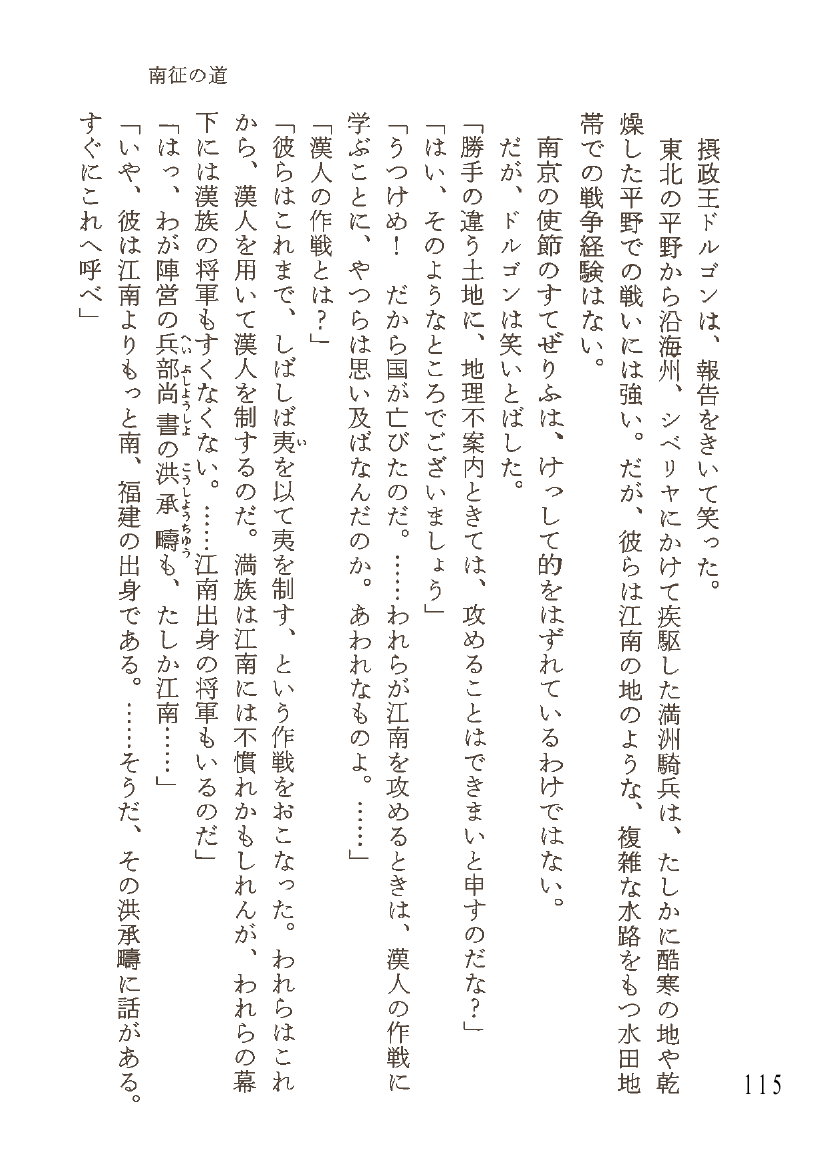 南征の道
摂政王ドルゴンは、報告をきいて笑った。
東北の平野から沿海州、シベリヤにかけて疾駆した満洲騎兵は、たしかに酷寒の地や乾
燥した平野での戦いには強い。だが、彼らは江南の地のような、複雑な水路をもつ水田地
帯での戦争経験はない。
南京の使節のすてぜりふは、けっして的をはずれているわけではない。
だが、ドルゴンは笑いとばした。
「勝手の違う土地に、地理不案内ときては、攻めることはできまいと申すのだな？」
「はい、そのようなところでございましょう」
「うつけめ！　だから国が亡びたのだ。……われらが江南を攻めるときは、漢人の作戦に
学ぶことに、やつらは思い及ばなんだのか。あわれなものよ。……」
「漢人の作戦とは？」
「彼らはこれまで、しばしば夷を以て夷を制す、という作戦をおこなった。われらはこれ
い
から、漢人を用いて漢人を制するのだ。満族は江南には不慣れかもしれんが、われらの幕
下には漢族の将軍もすくなくない。……江南出身の将軍もいるのだ」
「はっ、わが陣営の兵部尚書の洪承疇も、たしか江南……」
へいよしようしよ　こうしようちゆう
「いや、彼は江南よりもっと南、福建の出身である。……そうだ、その洪承疇に話がある。
すぐにこれへ呼べ」
115